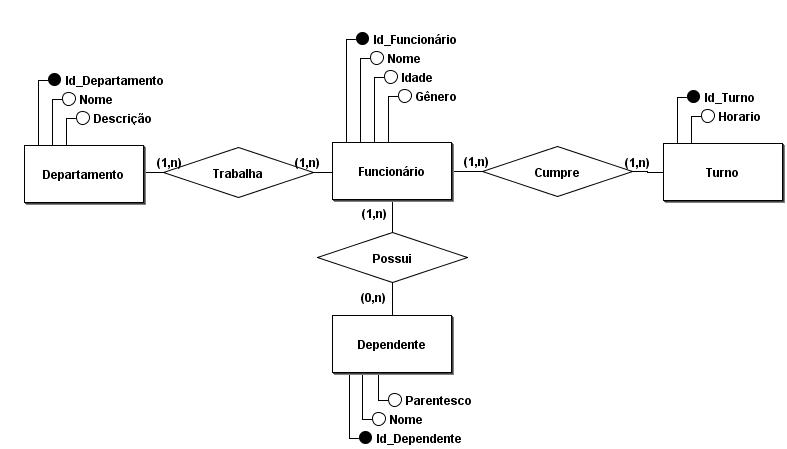 Id_Funcionário
Nome
Idade
Gênero
Id_Departamento
Nome
Descrição
Id_Turno
Horario
(1,n)
(1,n)
(1,n)
(1,n)
Departamento
Trabalha
Funcionário
Cumpre
Turno
(1,n)
Possui
(0,n)
Dependente
Parentesco
Nome
Id_Dependente